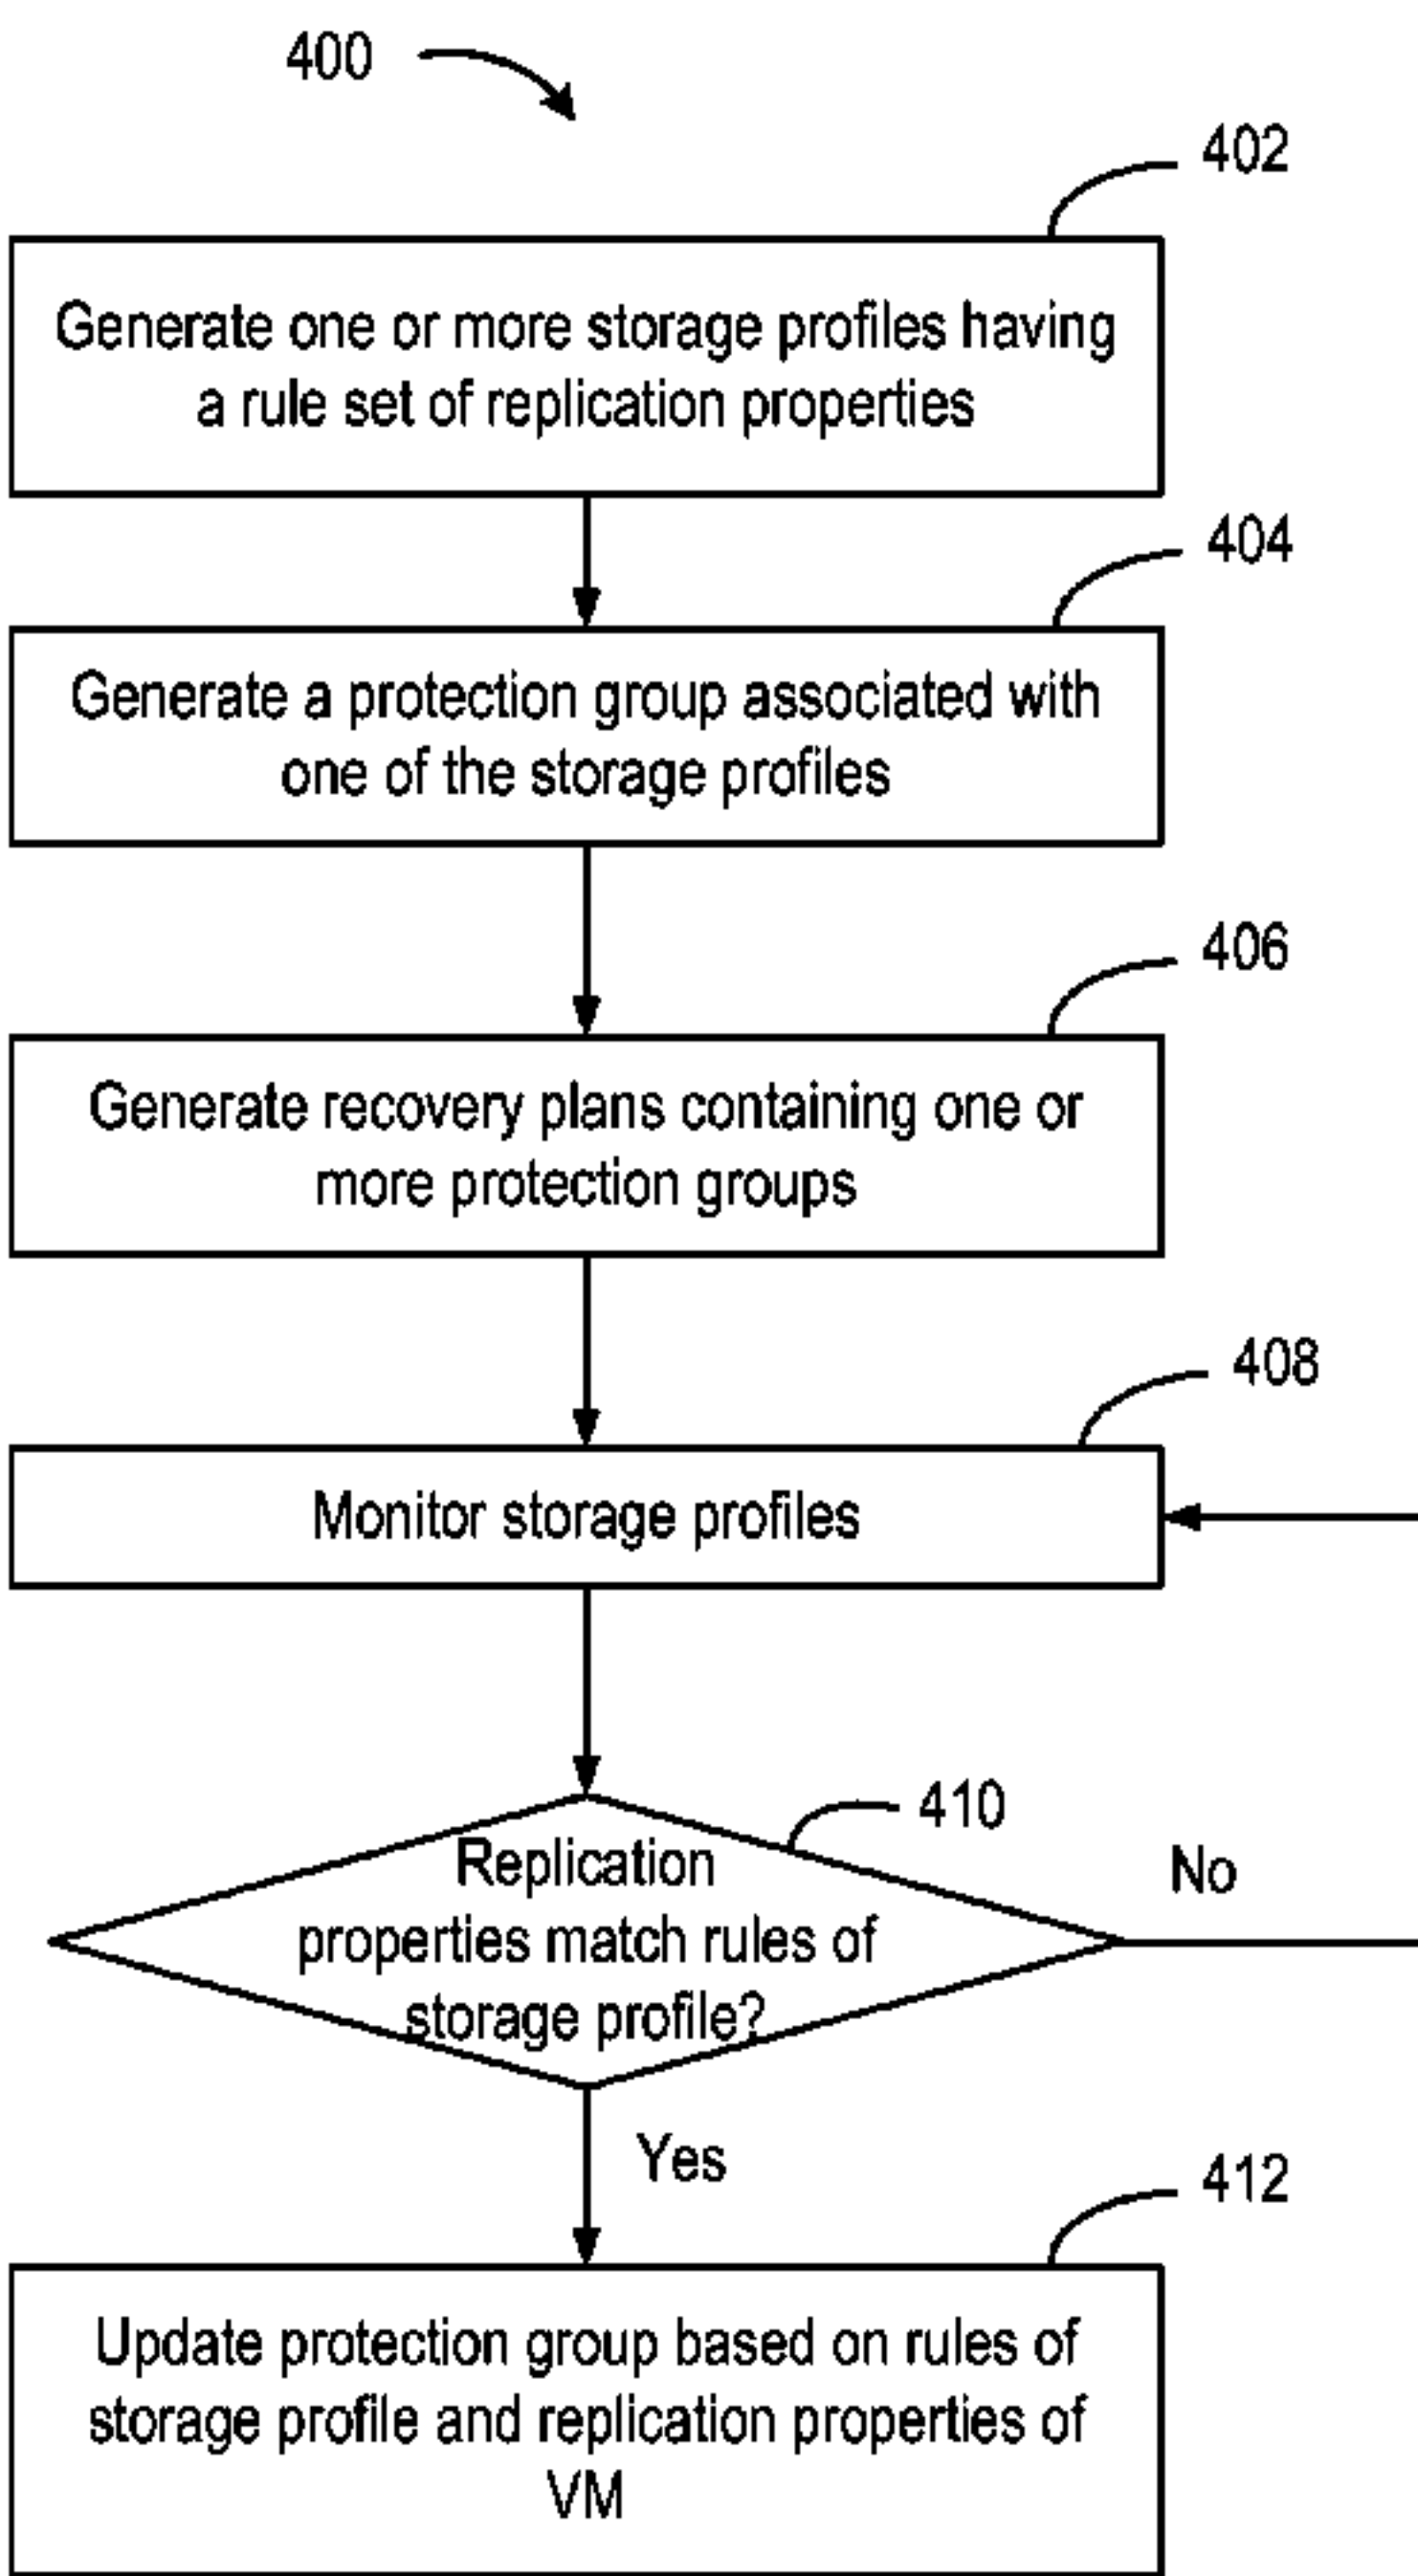 400
402
Generate one or more storage profiles having
a rule set of replication properties
404
Generate a protection group associated with
one of the storage profiles
406
Generate recovery plans containing one or
more protection groups
408
Monitor storage profiles
410
Replication
properties match rules of
storage profile?
No
Yes
412
Update protection group based on rules of
storage profile and replication properties of
VM